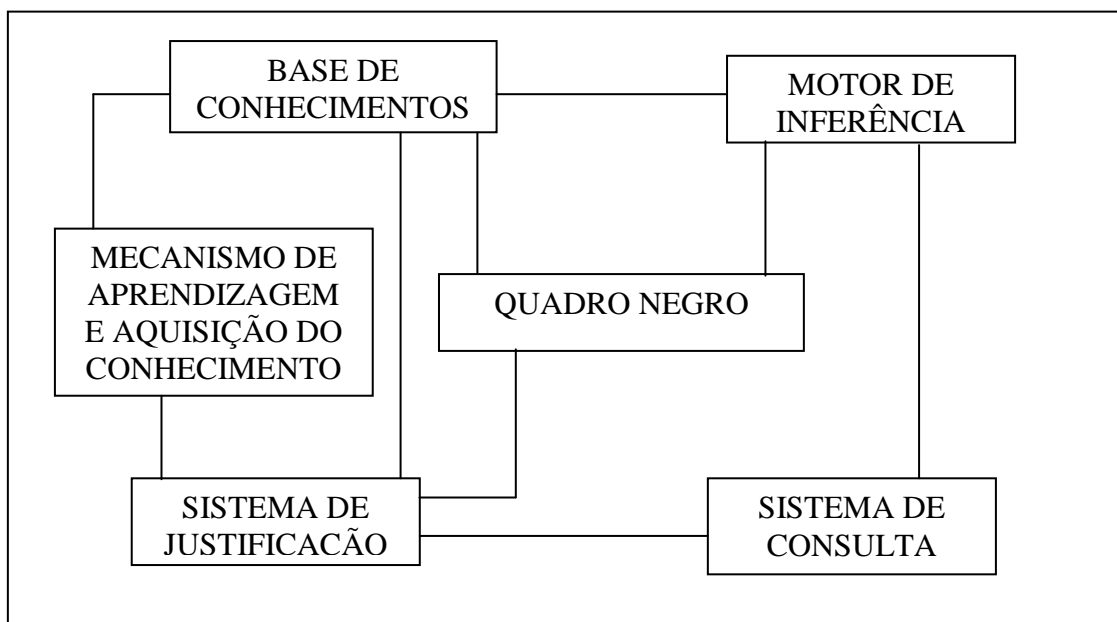 BASE DE
CONHECIMENTOS
MOTOR DE
INFERÊNCIA
MECANISMO DE
APRENDIZAGEM
E AQUISIÇÃO DO
CONHECIMENTO
QUADRO NEGRO
SISTEMA DE
JUSTIFICACÃO
SISTEMA DE
CONSULTA